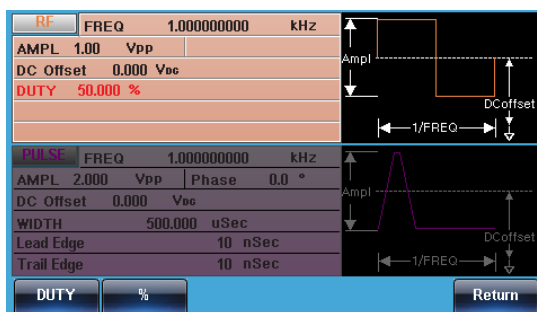 RF FREQ 1.000000000 kHz
AMPL 1.00 Vpp
DC Offset 0.000 VDC
DUTY 50.000 %
Ampl
DCoffset
1/FREQ
PULSE FREQ 1.000000000 kHz
AMPL 2.000 Vpp Phase 0.0 °
DC Offset 0.000 VDC
WIDTH 500.000 uSec
Lead Edge 10 nSec
Trail Edge 10 nSec
Ampl
DCoffset
1/FREQ
DUTY % Return